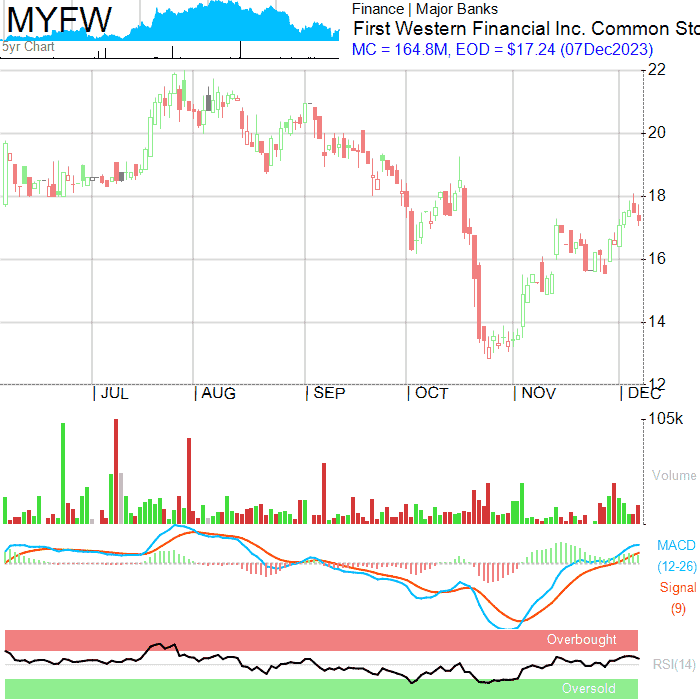 MYFW
5yr Chart
Finance | Major Banks
First Western Financial Inc. Common Sto
MC = 164.8M, EOD = $17.24 (07Dec2023)
22
20
18
16
14
12
JUL AUG SEP OCT NOV DEC
105k
Volume
MACD
(12-26)
Signal
(9)
Overbought
RSI(14)
Oversold